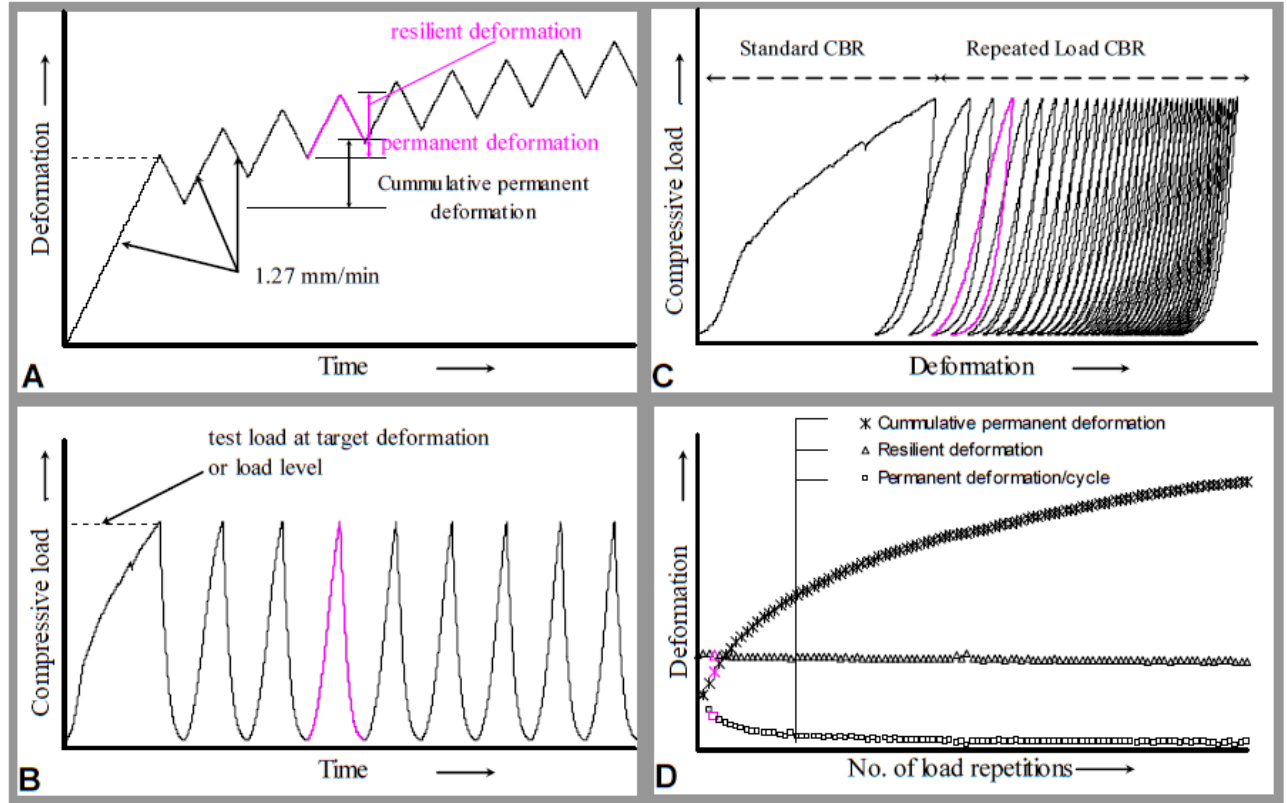 resilient deformation
permanent deformation
Cummulative permanent
deformation
1.27 mm/min
Deformation
Time
A
Standard CBR
Repeated Load CBR
Compressive load
Deformation
C
test load at target deformation
or load level
Compressive load
Time
B
Cummulative permanent deformation
Resilient deformation
Permanent deformation/cycle
Deformation
No. of load repetitions
D